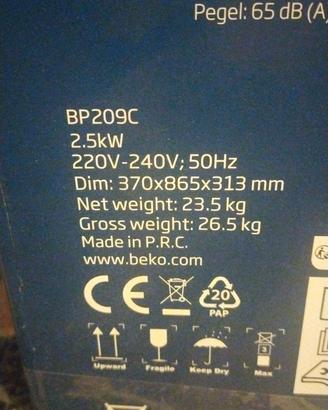 Pegel: 65 dB (A)
BP209C
2.5kW
220V-240V; 50Hz
Dim: 370x865x313 mm
Net weight: 23.5 kg
Gross weight: 26.5 kg
Made in P.R.C.
www.beko.com
CE
20
PAP
3
Upward Fragile Keep Dry Max